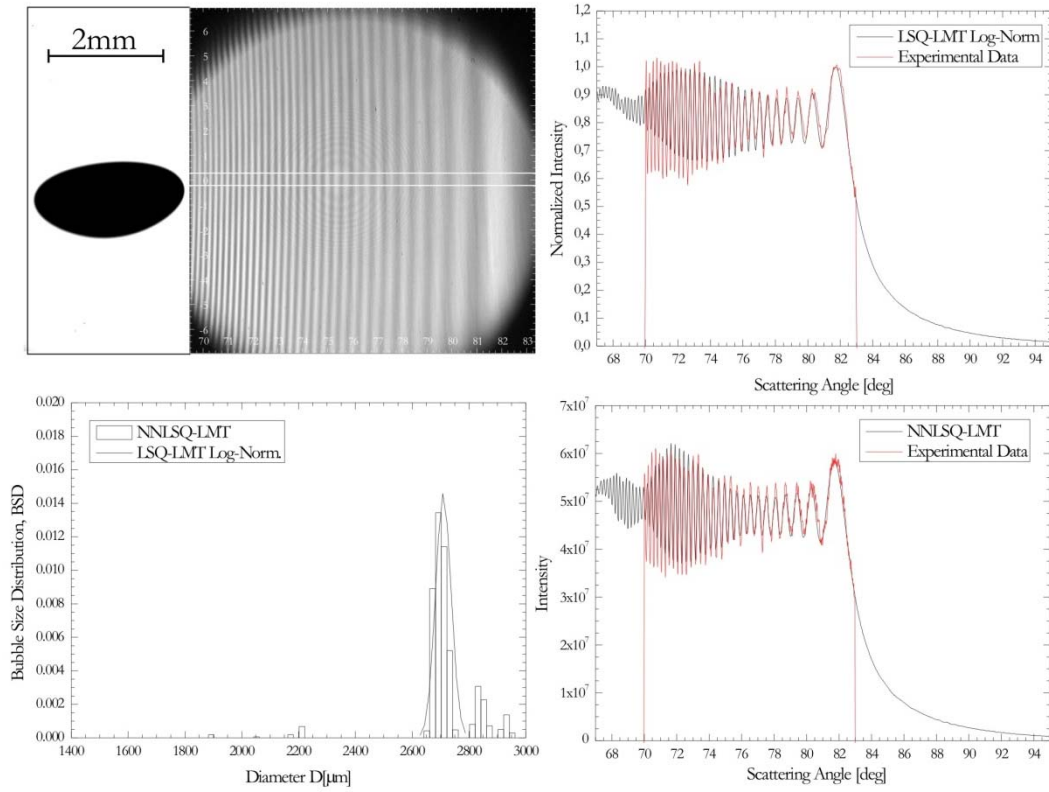 2mm
6
5
4
3
2
1
0
-1
-2
-3
-4
-5
-6
70 71 72 73 74 75 76 77 78 79 80 81 82 83
1,2
1,1
1,0
0,9
0,8
0,7
0,6
0,5
0,4
0,3
0,2
0,1
0,0
Normalized Intensity
LSQ-LMT Log-Norm
Experimental Data
68 70 72 74 76 78 80 82 84 86 88 90 92 94
Scattering Angle [deg]
0.020
0.018
0.016
0.014
0.012
0.010
0.008
0.006
0.004
0.002
0.000
Bubble Size Distribution, BSD
NNLSQ-LMT
LSQ-LMT Log-Norm.
1400 1600 1800 2000 2200 2400 2600 2800 3000
Diameter D[μm]
7x10⁷
6x10⁷
5x10⁷
4x10⁷
3x10⁷
2x10⁷
1x10⁷
0
Intensity
NNLSQ-LMT
Experimental Data
68 70 72 74 76 78 80 82 84 86 88 90 92 94
Scattering Angle [deg]